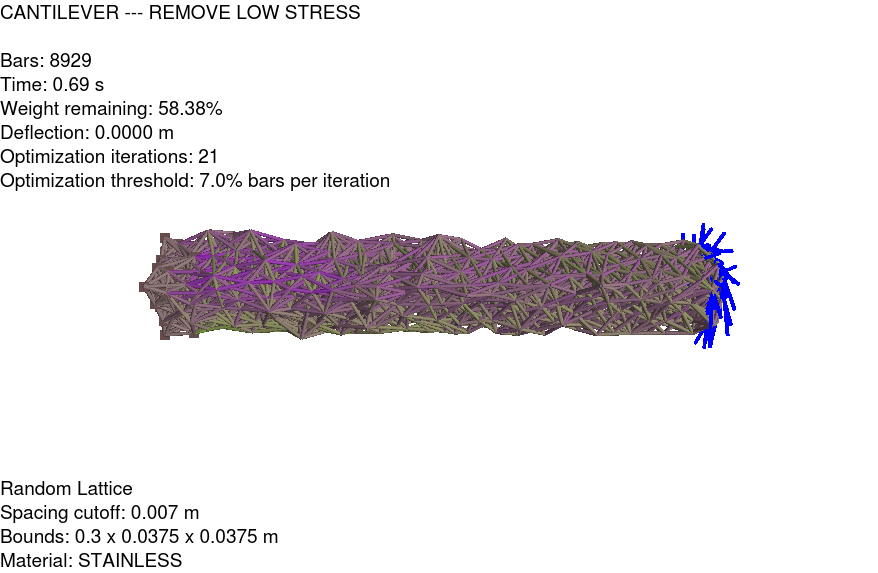 CANTILEVER --- REMOVE LOW STRESS
Bars: 8929
Time: 0.69 s
Weight remaining: 58.38%
Deflection: 0.0000 m
Optimization iterations: 21
Optimization threshold: 7.0% bars per iteration
Random Lattice
Spacing cutoff: 0.007 m
Bounds: 0.3 x 0.0375 x 0.0375 m
Material: STAINLESS